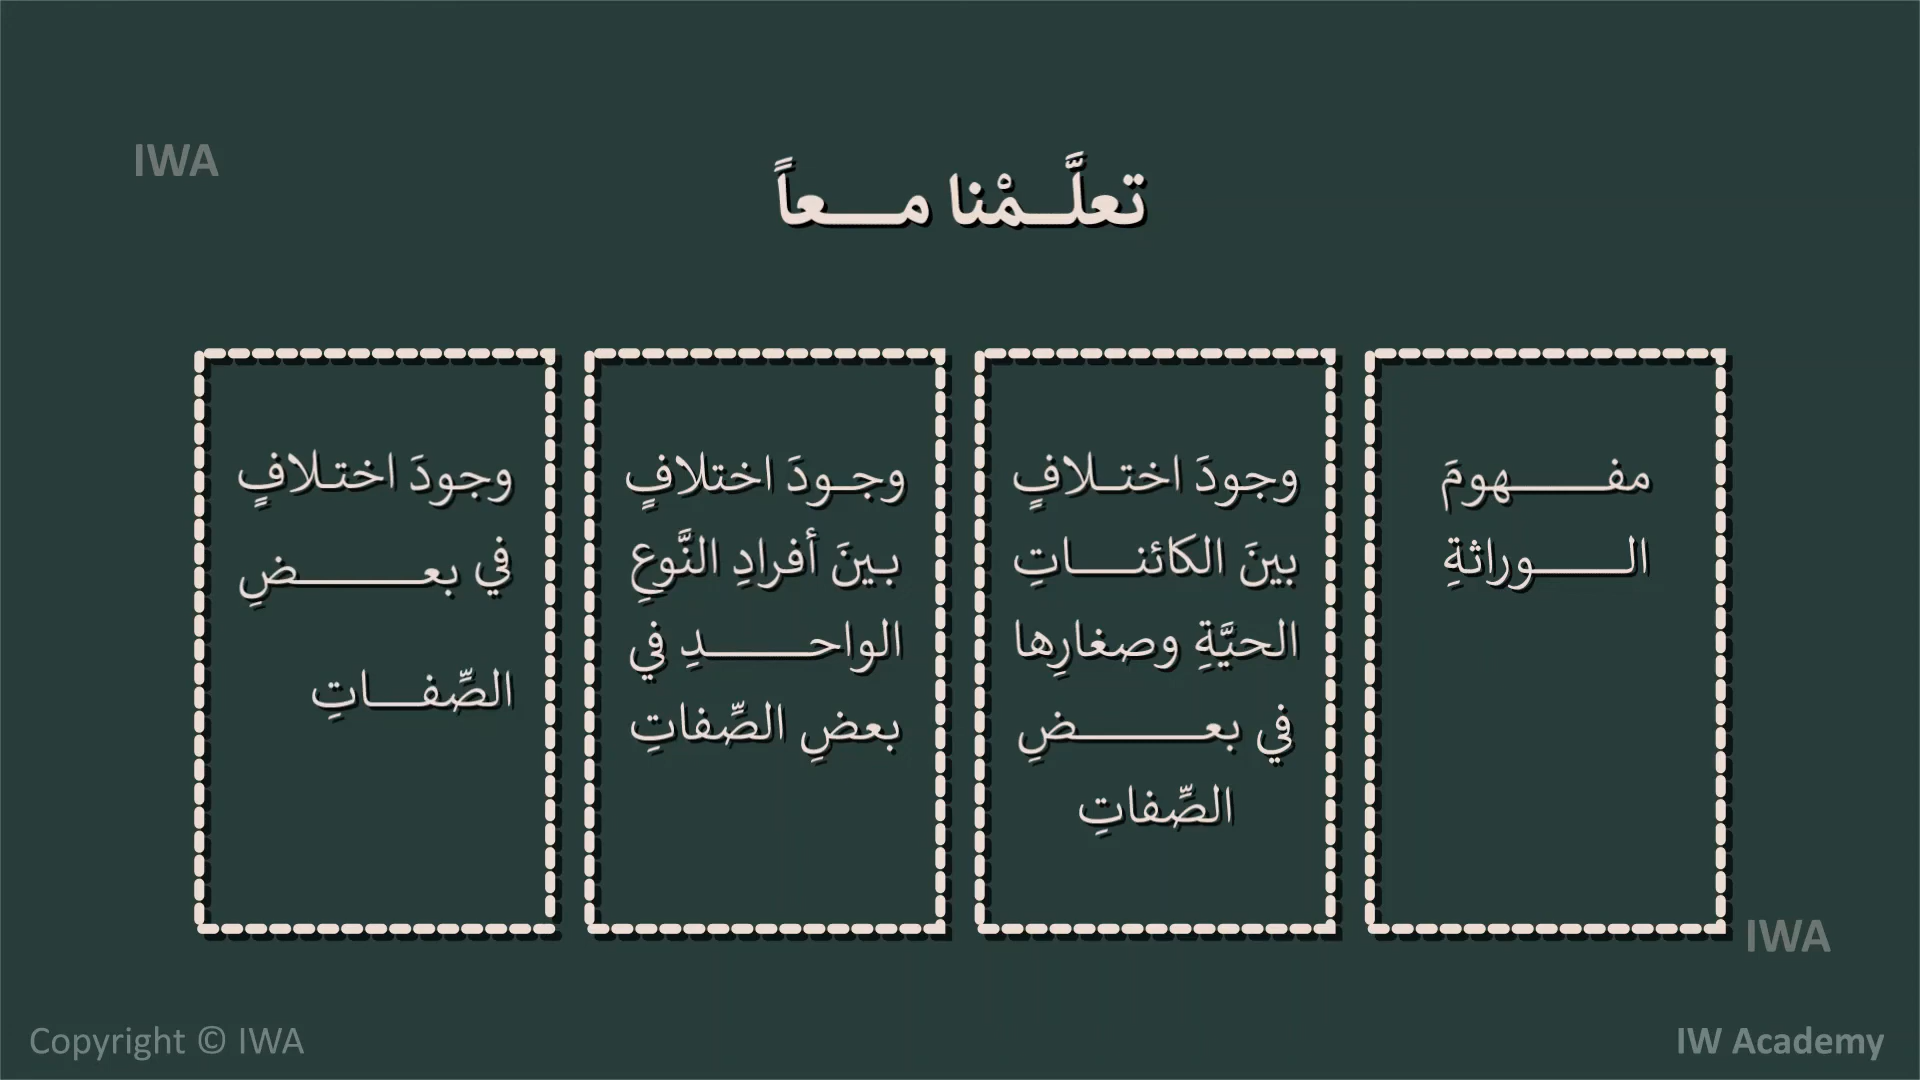 IWA
تعلَّمْنا معاً
مفهومَ
الوراثةِ
وجودَ اختلافٍ
بينَ الكائناتِ
الحيَّةِ وصغارِها
في بعضِ
الصِّفاتِ
وجودَ اختلافٍ
بينَ أفرادِ النَّوعِ
الواحدِ في
بعضِ الصِّفاتِ
وجودَ اختلافٍ
في بعضِ
الصِّفاتِ
IWA
Copyright © IWA
IW Academy